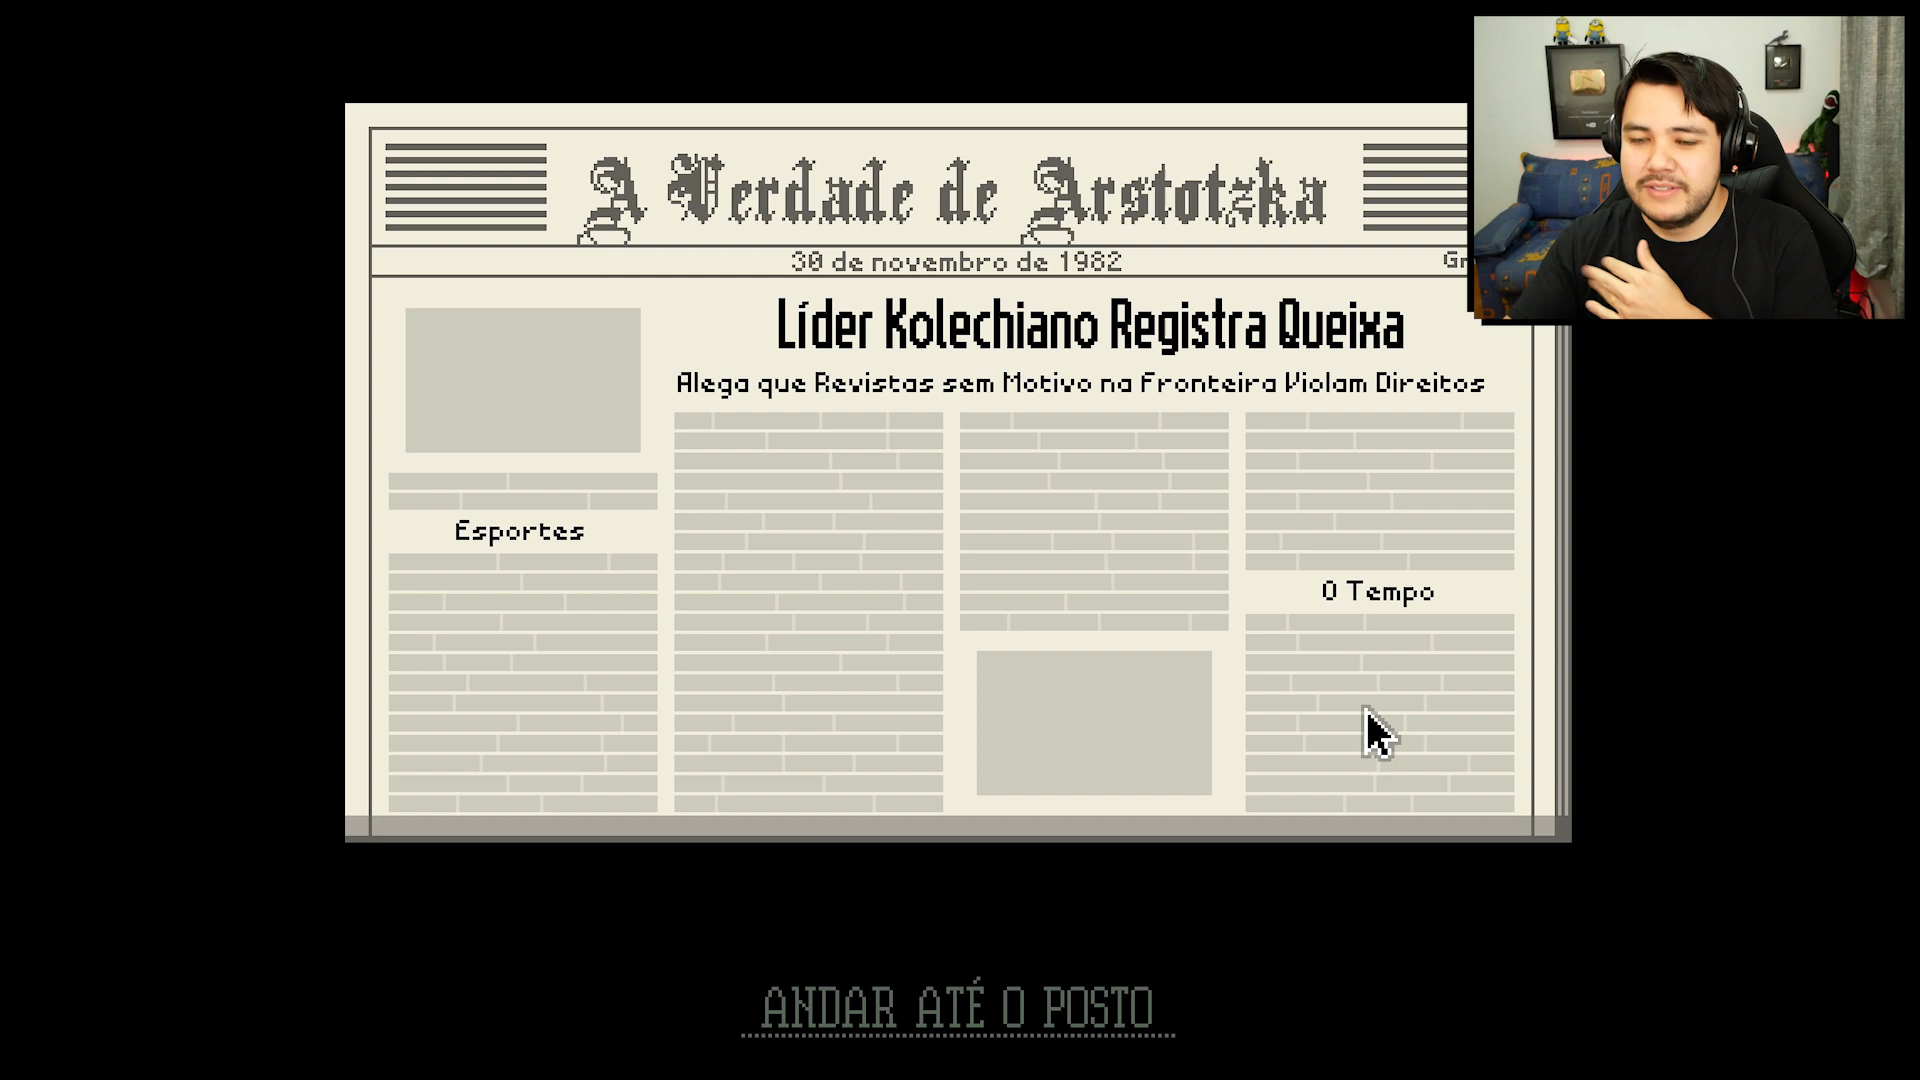 A Verdade de Arstotzka
30 de novembro de 1982
Líder Kolechiano Registra Queixa
Alega que Revistas sem Motivo na Fronteira Violam Direitos
Esportes
O Tempo
ANDAR ATÉ O POSTO